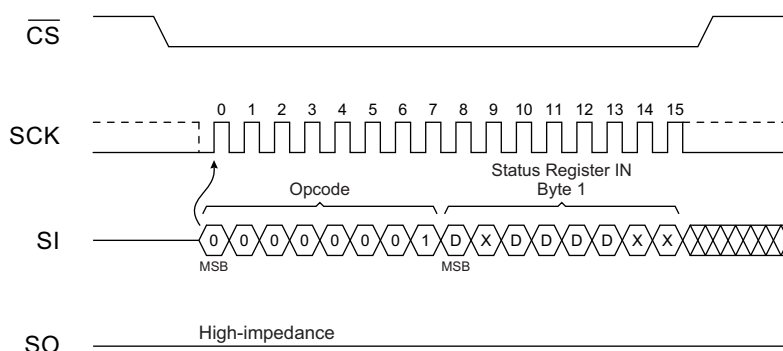 CS
0 1 2 3 4 5 6 7 8 9 10 11 12 13 14 15
SCK
Status Register IN
Opcode Byte 1
SI 0 0 0 0 0 0 0 1 D X D D D D X X
MSB MSB
High-impedance
SO